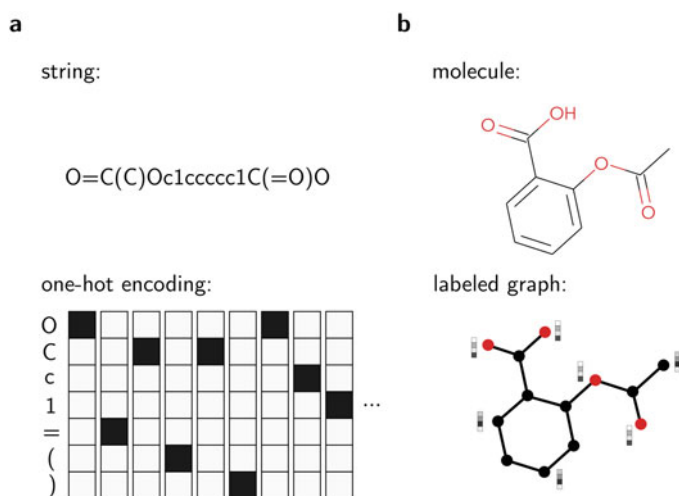 a
string:
O=C(C)Oc1ccccc1C(=O)O
one-hot encoding:
O
C
c
1
=
(
)
...
b
molecule:
OH
O
O
O
labeled graph: